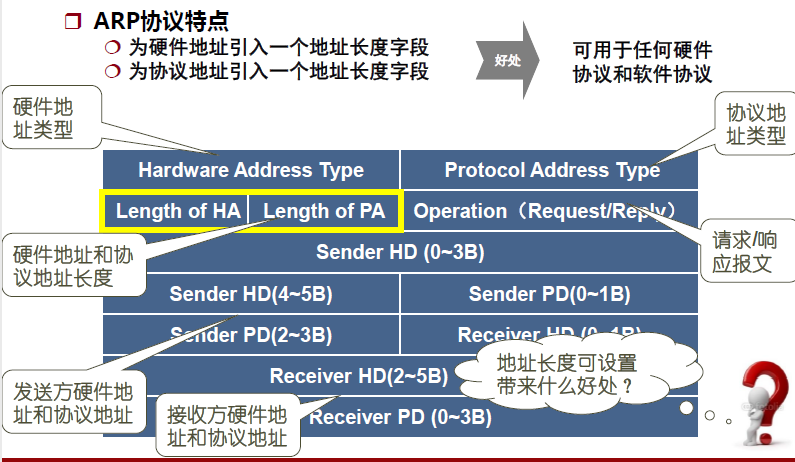 ARP协议特点
为硬件地址引入一个地址长度字段
为协议地址引入一个地址长度字段
好处
可用于任何硬件
协议和软件协议
硬件地
址类型
协议地
址类型
Hardware Address Type
Protocol Address Type
Length of HA
Length of PA
Operation（Request/Reply）
硬件地址和协
议地址长度
请求/响
应报文
Sender HD (0~3B)
Sender HD(4~5B)
Sender PD(0~1B)
Sender PD(2~3B)
Receiver HD (0~1B)
地址长度可设置
带来什么好处？
Receiver HD(2~5B)
发送方硬件地
址和协议地址
接收方硬件地
址和协议地址
Receiver PD (0~3B)